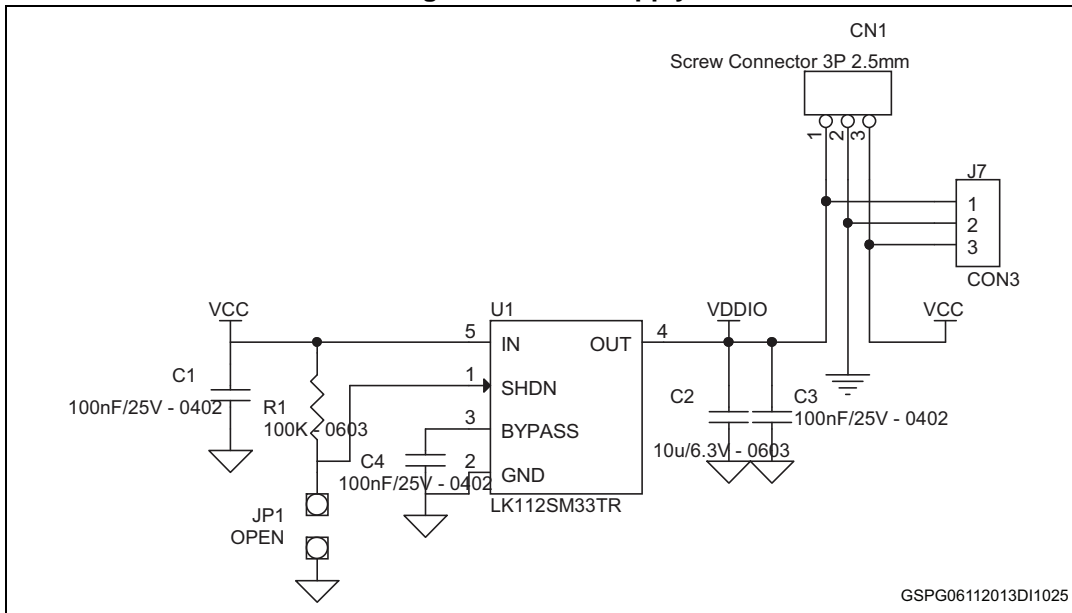 CN1
Screw Connector 3P 2.5mm
1
2
3
J7
1
2
3
CON3
VCC
U1
VDDIO
VCC
5
IN
OUT
4
C1
100nF/25V - 0402
R1
100K - 0603
1
SHDN
C2
10u/6.3V - 0603
C3
100nF/25V - 0402
3
BYPASS
C4
100nF/25V - 0402
2
GND
LK112SM33TR
JP1
OPEN
GSPG06112013DI1025